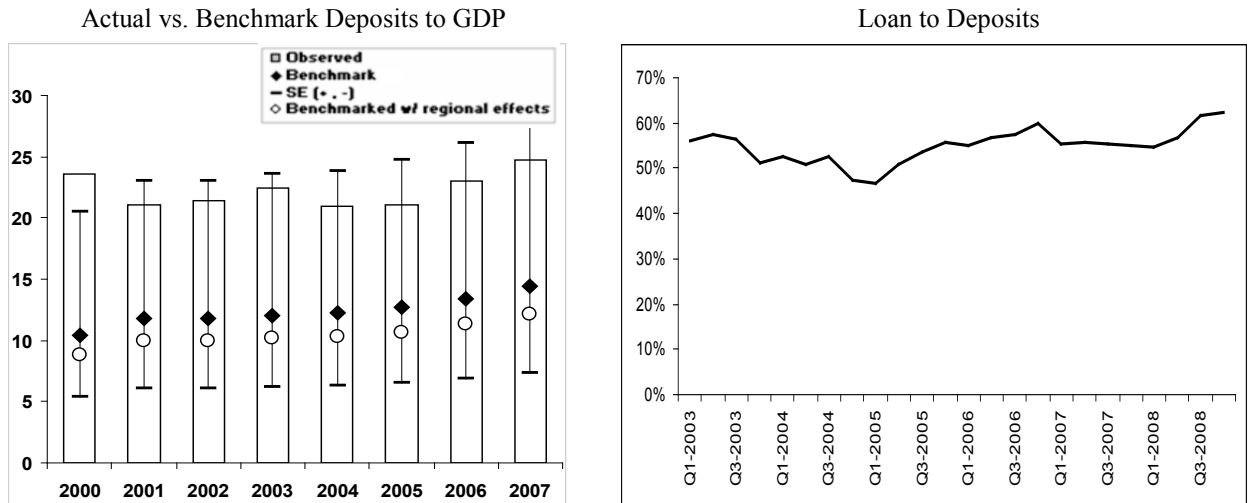 Actual vs. Benchmark Deposits to GDP
Observed
Benchmark
SE (+ , -)
Benchmarked w/ regional effects
30
25
20
15
10
5
0
2000 2001 2002 2003 2004 2005 2006 2007
Loan to Deposits
70%
60%
50%
40%
30%
20%
10%
0%
Q1-2003
Q3-2003
Q1-2004
Q3-2004
Q1-2005
Q3-2005
Q1-2006
Q3-2006
Q1-2007
Q3-2007
Q1-2008
Q3-2008